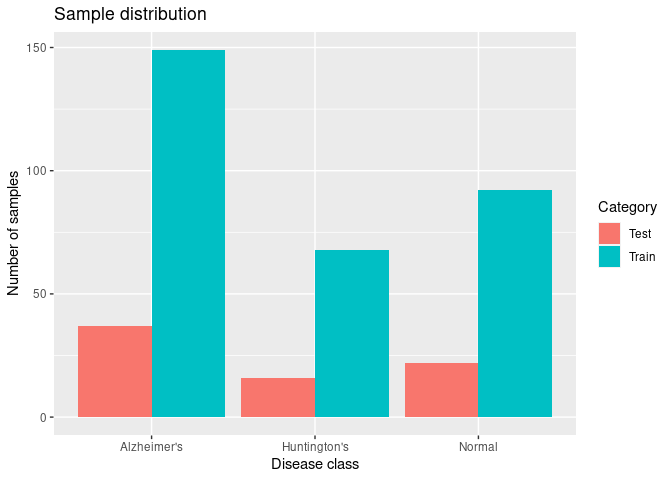 Sample distribution
150
100
50
0
Number of samples
Alzheimer's
Huntington's
Normal
Disease class
Category
Test
Train